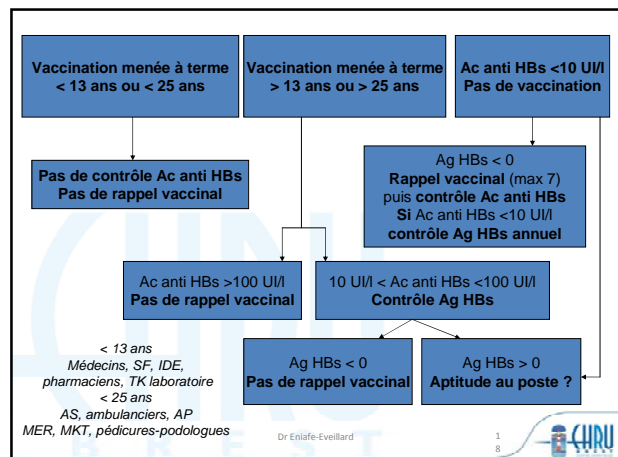 Vaccination menée à terme
< 13 ans ou < 25 ans
Vaccination menée à terme
> 13 ans ou > 25 ans
Ac anti HBs <10 UI/l
Pas de vaccination
Pas de contrôle Ac anti HBs
Pas de rappel vaccinal
Ag HBs < 0
Rappel vaccinal (max 7)
puis contrôle Ac anti HBs
Si Ac anti HBs <10 UI/l
contrôle Ag HBs annuel
Ac anti HBs >100 UI/l
Pas de rappel vaccinal
10 UI/l < Ac anti HBs <100 UI/l
Contrôle Ag HBs
Ag HBs < 0
Pas de rappel vaccinal
Ag HBs > 0
Aptitude au poste ?
< 13 ans
Médecins, SF, IDE,
pharmaciens, TK laboratoire
< 25 ans
AS, ambulanciers, AP
MER, MKT, pédicures-podologues
Dr Eniafe-Eveillard
1
8
CHRU
BREST
CHRU
BREST